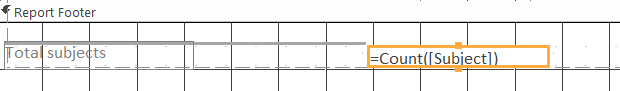 Report Footer
Total subjects
=Count([Subject])